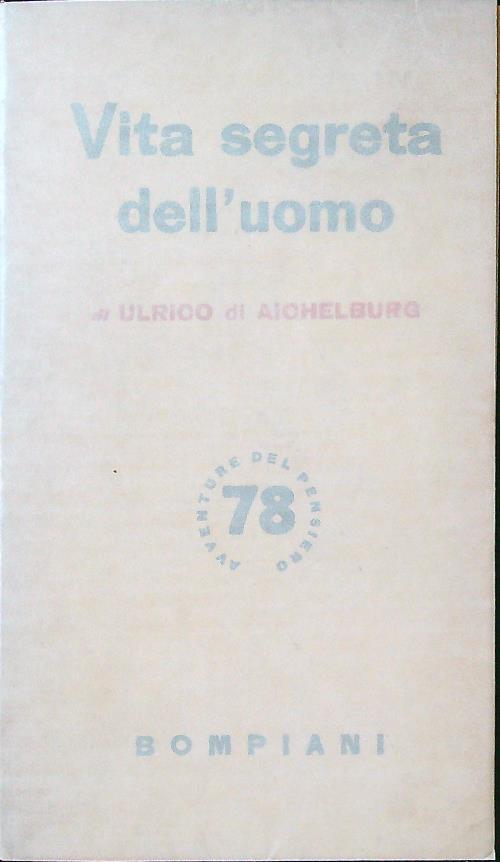 Vita segreta
dell'uomo
di ULRICO di AICHELBURG
AVVENTURE DEL PENSIERO
78
BOMPIANI